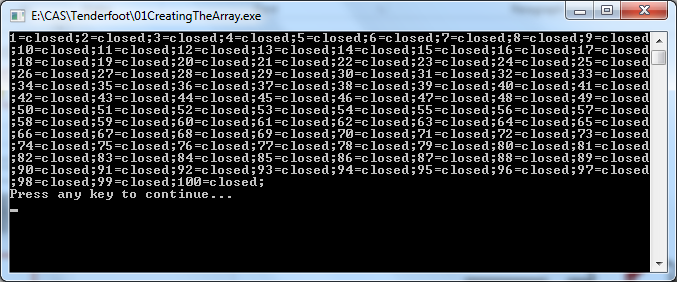 E:\CAS\Tenderfoot\01CreatingTheArray.exe
1=closed;2=closed;3=closed;4=closed;5=closed;6=closed;7=closed;8=closed;9=closed
;10=closed;11=closed;12=closed;13=closed;14=closed;15=closed;16=closed;17=closed
;18=closed;19=closed;20=closed;21=closed;22=closed;23=closed;24=closed;25=closed
;26=closed;27=closed;28=closed;29=closed;30=closed;31=closed;32=closed;33=closed
;34=closed;35=closed;36=closed;37=closed;38=closed;39=closed;40=closed;41=closed
;42=closed;43=closed;44=closed;45=closed;46=closed;47=closed;48=closed;49=closed
;50=closed;51=closed;52=closed;53=closed;54=closed;55=closed;56=closed;57=closed
;58=closed;59=closed;60=closed;61=closed;62=closed;63=closed;64=closed;65=closed
;66=closed;67=closed;68=closed;69=closed;70=closed;71=closed;72=closed;73=closed
;74=closed;75=closed;76=closed;77=closed;78=closed;79=closed;80=closed;81=closed
;82=closed;83=closed;84=closed;85=closed;86=closed;87=closed;88=closed;89=closed
;90=closed;91=closed;92=closed;93=closed;94=closed;95=closed;96=closed;97=closed
;98=closed;99=closed;100=closed;
Press any key to continue...